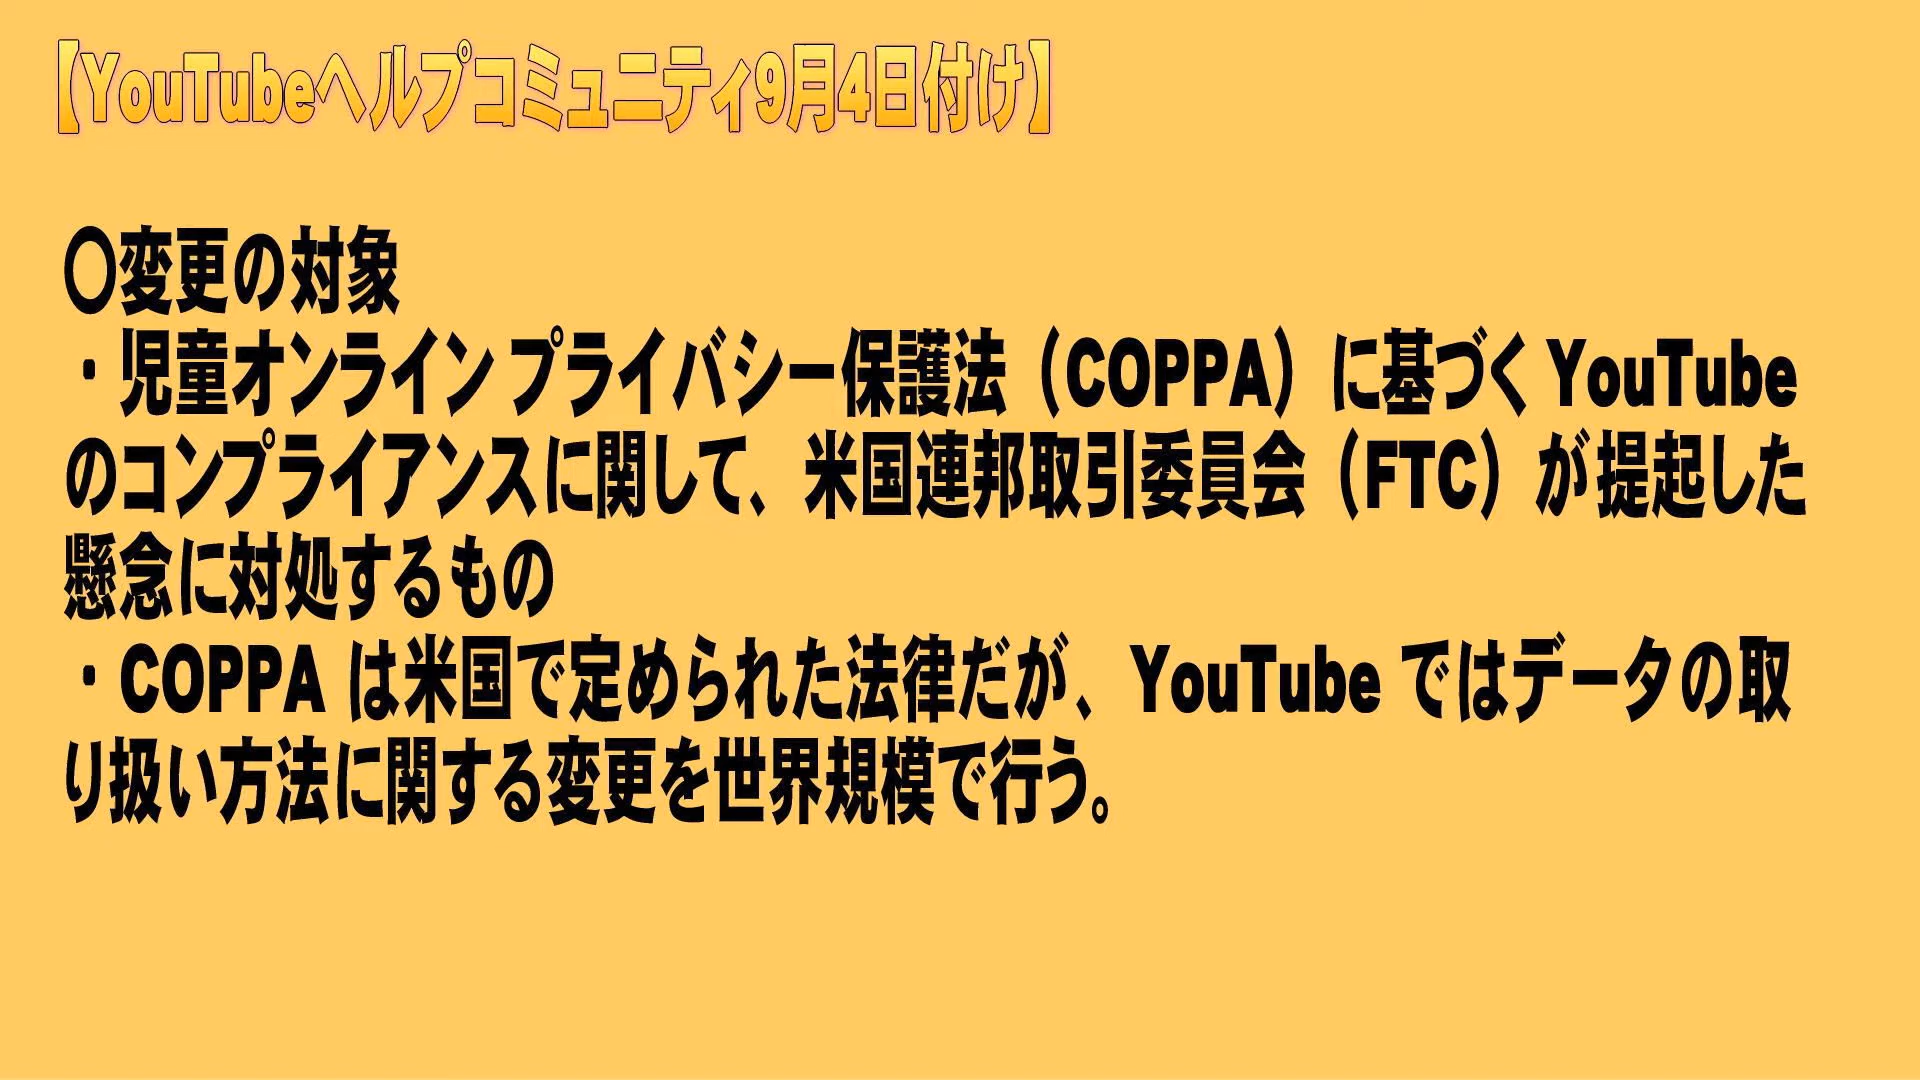 【YouTubeヘルプコミュニティ9月4日付け】
〇変更の対象
・児童オンライン プライバシー保護法（COPPA）に基づく YouTube
のコンプライアンスに関して、米国連邦取引委員会（FTC）が提起した
懸念に対処するもの
・COPPA は米国で定められた法律だが、YouTube ではデータの取
り扱い方法に関する変更を世界規模で行う。